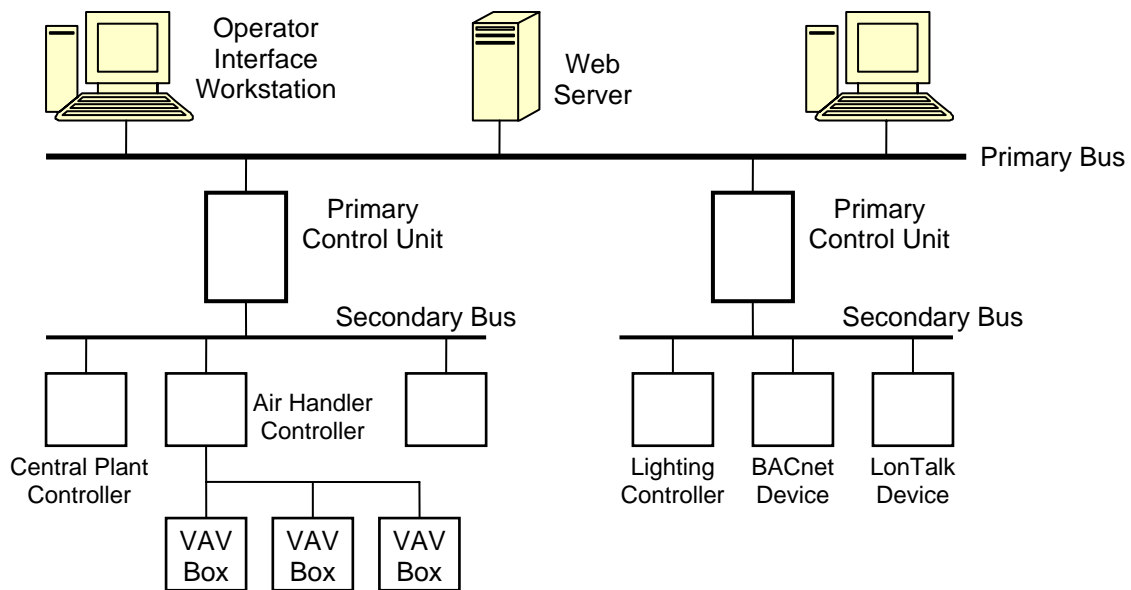 Operator
Interface
Workstation
Web
Server
Primary Bus
Primary
Control Unit
Primary
Control Unit
Secondary Bus
Secondary Bus
Air Handler
Controller
Central Plant
Controller
Lighting
Controller
BACnet
Device
LonTalk
Device
VAV
Box
VAV
Box
VAV
Box